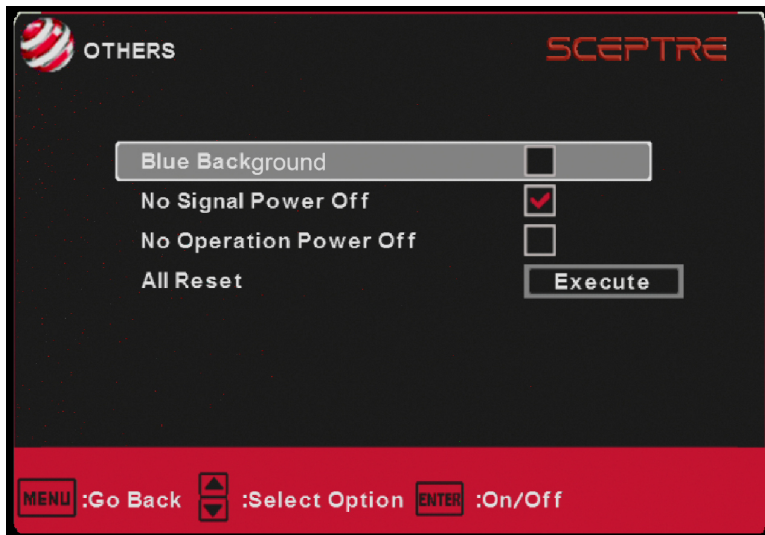 OTHERS
SCEPTRE
Blue Background
No Signal Power Off
No Operation Power Off
All Reset
Execute
MENU :Go Back :Select Option ENTER :On/Off